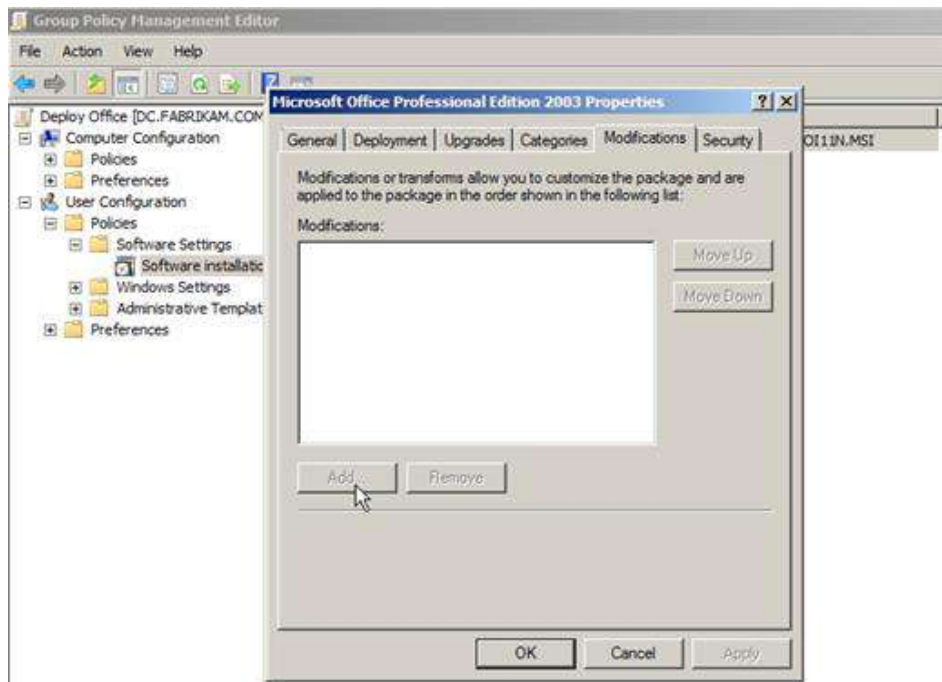 Group Policy Management Editor
File Action View Help
Deploy Office [DC.FABRIKAM.COM
Computer Configuration
Policies
Preferences
User Configuration
Policies
Software Settings
Software installatio
Windows Settings
Administrative Templat
Preferences
Microsoft Office Professional Edition 2003 Properties
General Deployment Upgrades Categories Modifications Security
OI11N.MSI
Modifications or transforms allow you to customize the package and are
applied to the package in the order shown in the following list:
Modifications:
Move Up
Move Down
Add... Remove
OK Cancel Apply